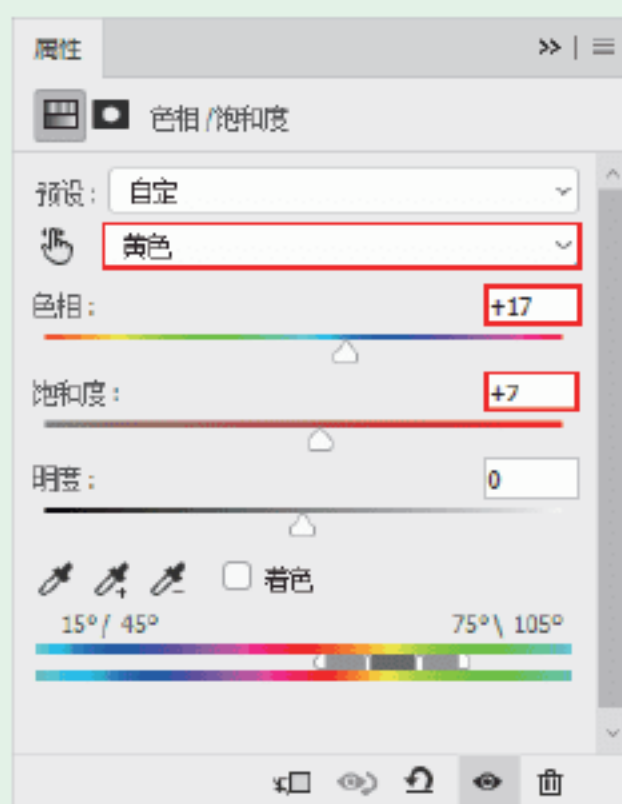 属性
色相/饱和度
预设： 自定
黄色
色相： +17
饱和度： +7
明度： 0
着色
15°/ 45° 75°\ 105°